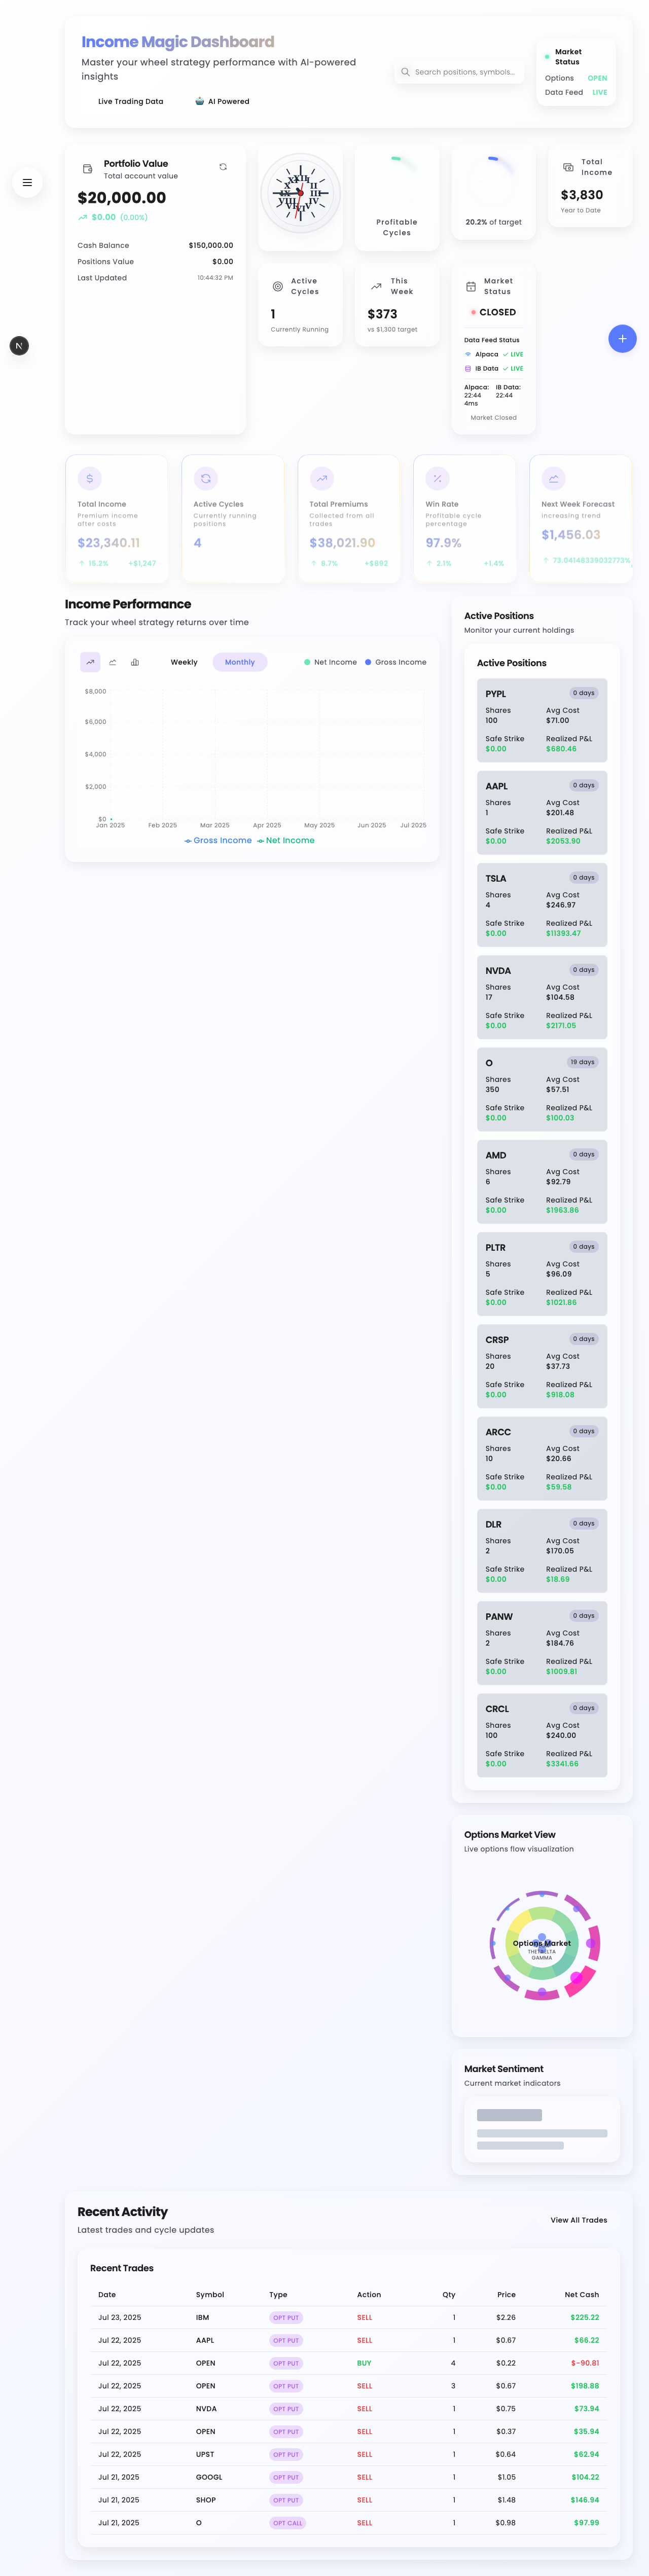 Income Magic Dashboard
Master your wheel strategy performance with AI-powered
insights
Live Trading Data
AI Powered
Search positions, symbols...
Market
Status
Options OPEN
Data Feed LIVE
Portfolio Value
Total account value
$20,000.00
$0.00 (0.00%)
Cash Balance $150,000.00
Positions Value $0.00
Last Updated 10:44:32 PM
XII I II III IV V VI VII VIII IX X XI
Profitable
Cycles
20.2% of target
Total
Income
$3,830
Year to Date
Active
Cycles
1
Currently Running
This
Week
$373
vs $1,300 target
Market
Status
CLOSED
Data Feed Status
Alpaca LIVE
IB Data LIVE
Alpaca: IB Data:
22:44 22:44
4ms
Market Closed
N
Total Income
Premium income
after costs
$23,340.11
15.2% +$1,247
Active Cycles
Currently running
positions
4
Total Premiums
Collected from all
trades
$38,021.90
8.7% +$892
Win Rate
Profitable cycle
percentage
97.9%
2.1% +1.4%
Next Week Forecast
increasing trend
$1,456.03
73.04148339033773%
Income Performance
Track your wheel strategy returns over time
Weekly Monthly
Net Income Gross Income
$8,000
$6,000
$4,000
$2,000
$0
Jan 2025 Feb 2025 Mar 2025 Apr 2025 May 2025 Jun 2025 Jul 2025
Gross Income Net Income
Active Positions
Monitor your current holdings
Active Positions
PYPL 0 days
Shares Avg Cost
100 $71.00
Safe Strike Realized P&L
$0.00 $680.46
AAPL 0 days
Shares Avg Cost
1 $201.48
Safe Strike Realized P&L
$0.00 $2053.90
TSLA 0 days
Shares Avg Cost
4 $246.97
Safe Strike Realized P&L
$0.00 $11393.47
NVDA 0 days
Shares Avg Cost
17 $104.58
Safe Strike Realized P&L
$0.00 $2171.05
O 19 days
Shares Avg Cost
350 $57.51
Safe Strike Realized P&L
$0.00 $100.03
AMD 0 days
Shares Avg Cost
6 $92.79
Safe Strike Realized P&L
$0.00 $1963.86
PLTR 0 days
Shares Avg Cost
5 $96.09
Safe Strike Realized P&L
$0.00 $1021.86
CRSP 0 days
Shares Avg Cost
20 $37.73
Safe Strike Realized P&L
$0.00 $918.08
ARCC 0 days
Shares Avg Cost
10 $20.66
Safe Strike Realized P&L
$0.00 $59.58
DLR 0 days
Shares Avg Cost
2 $170.05
Safe Strike Realized P&L
$0.00 $18.69
PANW 0 days
Shares Avg Cost
2 $184.76
Safe Strike Realized P&L
$0.00 $1009.81
CRCL 0 days
Shares Avg Cost
100 $240.00
Safe Strike Realized P&L
$0.00 $3341.66
Options Market View
Live options flow visualization
Options Market
GAMMA
Market Sentiment
Current market indicators
Recent Activity
Latest trades and cycle updates
View All Trades
Recent Trades
Date Symbol Type Action Qty Price Net Cash
Jul 23, 2025 IBM OPT PUT SELL 1 $2.26 $225.22
Jul 22, 2025 AAPL OPT PUT SELL 1 $0.67 $66.22
Jul 22, 2025 OPEN OPT PUT BUY 4 $0.22 $-90.81
Jul 22, 2025 OPEN OPT PUT SELL 3 $0.67 $198.88
Jul 22, 2025 NVDA OPT PUT SELL 1 $0.75 $73.94
Jul 22, 2025 OPEN OPT PUT SELL 1 $0.37 $35.94
Jul 22, 2025 UPST OPT PUT SELL 1 $0.64 $62.94
Jul 21, 2025 GOOGL OPT PUT SELL 1 $1.05 $104.22
Jul 21, 2025 SHOP OPT PUT SELL 1 $1.48 $146.94
Jul 21, 2025 O OPT CALL SELL 1 $0.98 $97.99